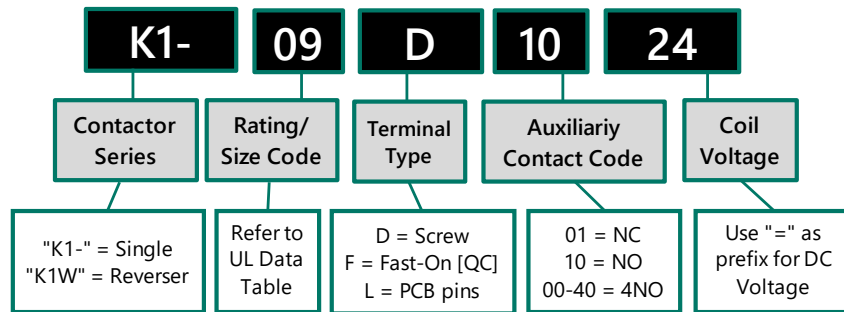 K1- 09 D 10 24
Contactor
Series
Rating/
Size Code
Terminal
Type
Auxiliariy
Contact Code
Coil
Voltage
"K1-" = Single
"K1W" = Reverser
Refer to
UL Data
Table
D = Screw
F = Fast-On [QC]
L = PCB pins
01 = NC
10 = NO
00-40 = 4NO
Use "=" as
prefix for DC
Voltage